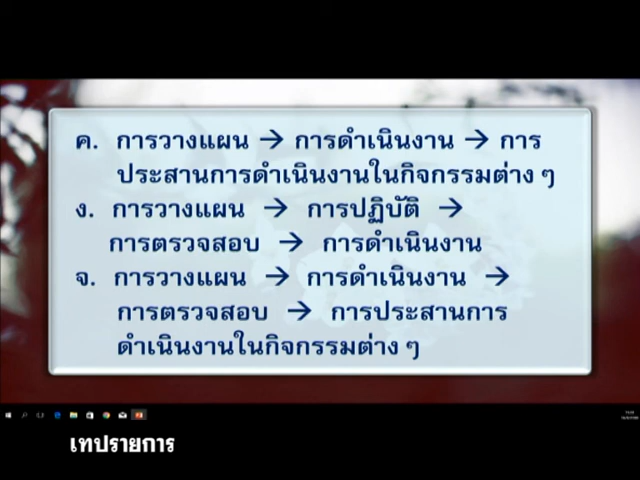 ค. การวางแผน → การดำเนินงาน → การ
ประสานการดำเนินงานในกิจกรรมต่าง ๆ
ง. การวางแผน → การปฏิบัติ →
การตรวจสอบ → การดำเนินงาน
จ. การวางแผน → การดำเนินงาน →
การตรวจสอบ → การประสานการ
ดำเนินงานในกิจกรรมต่าง ๆ
เทปรายการ